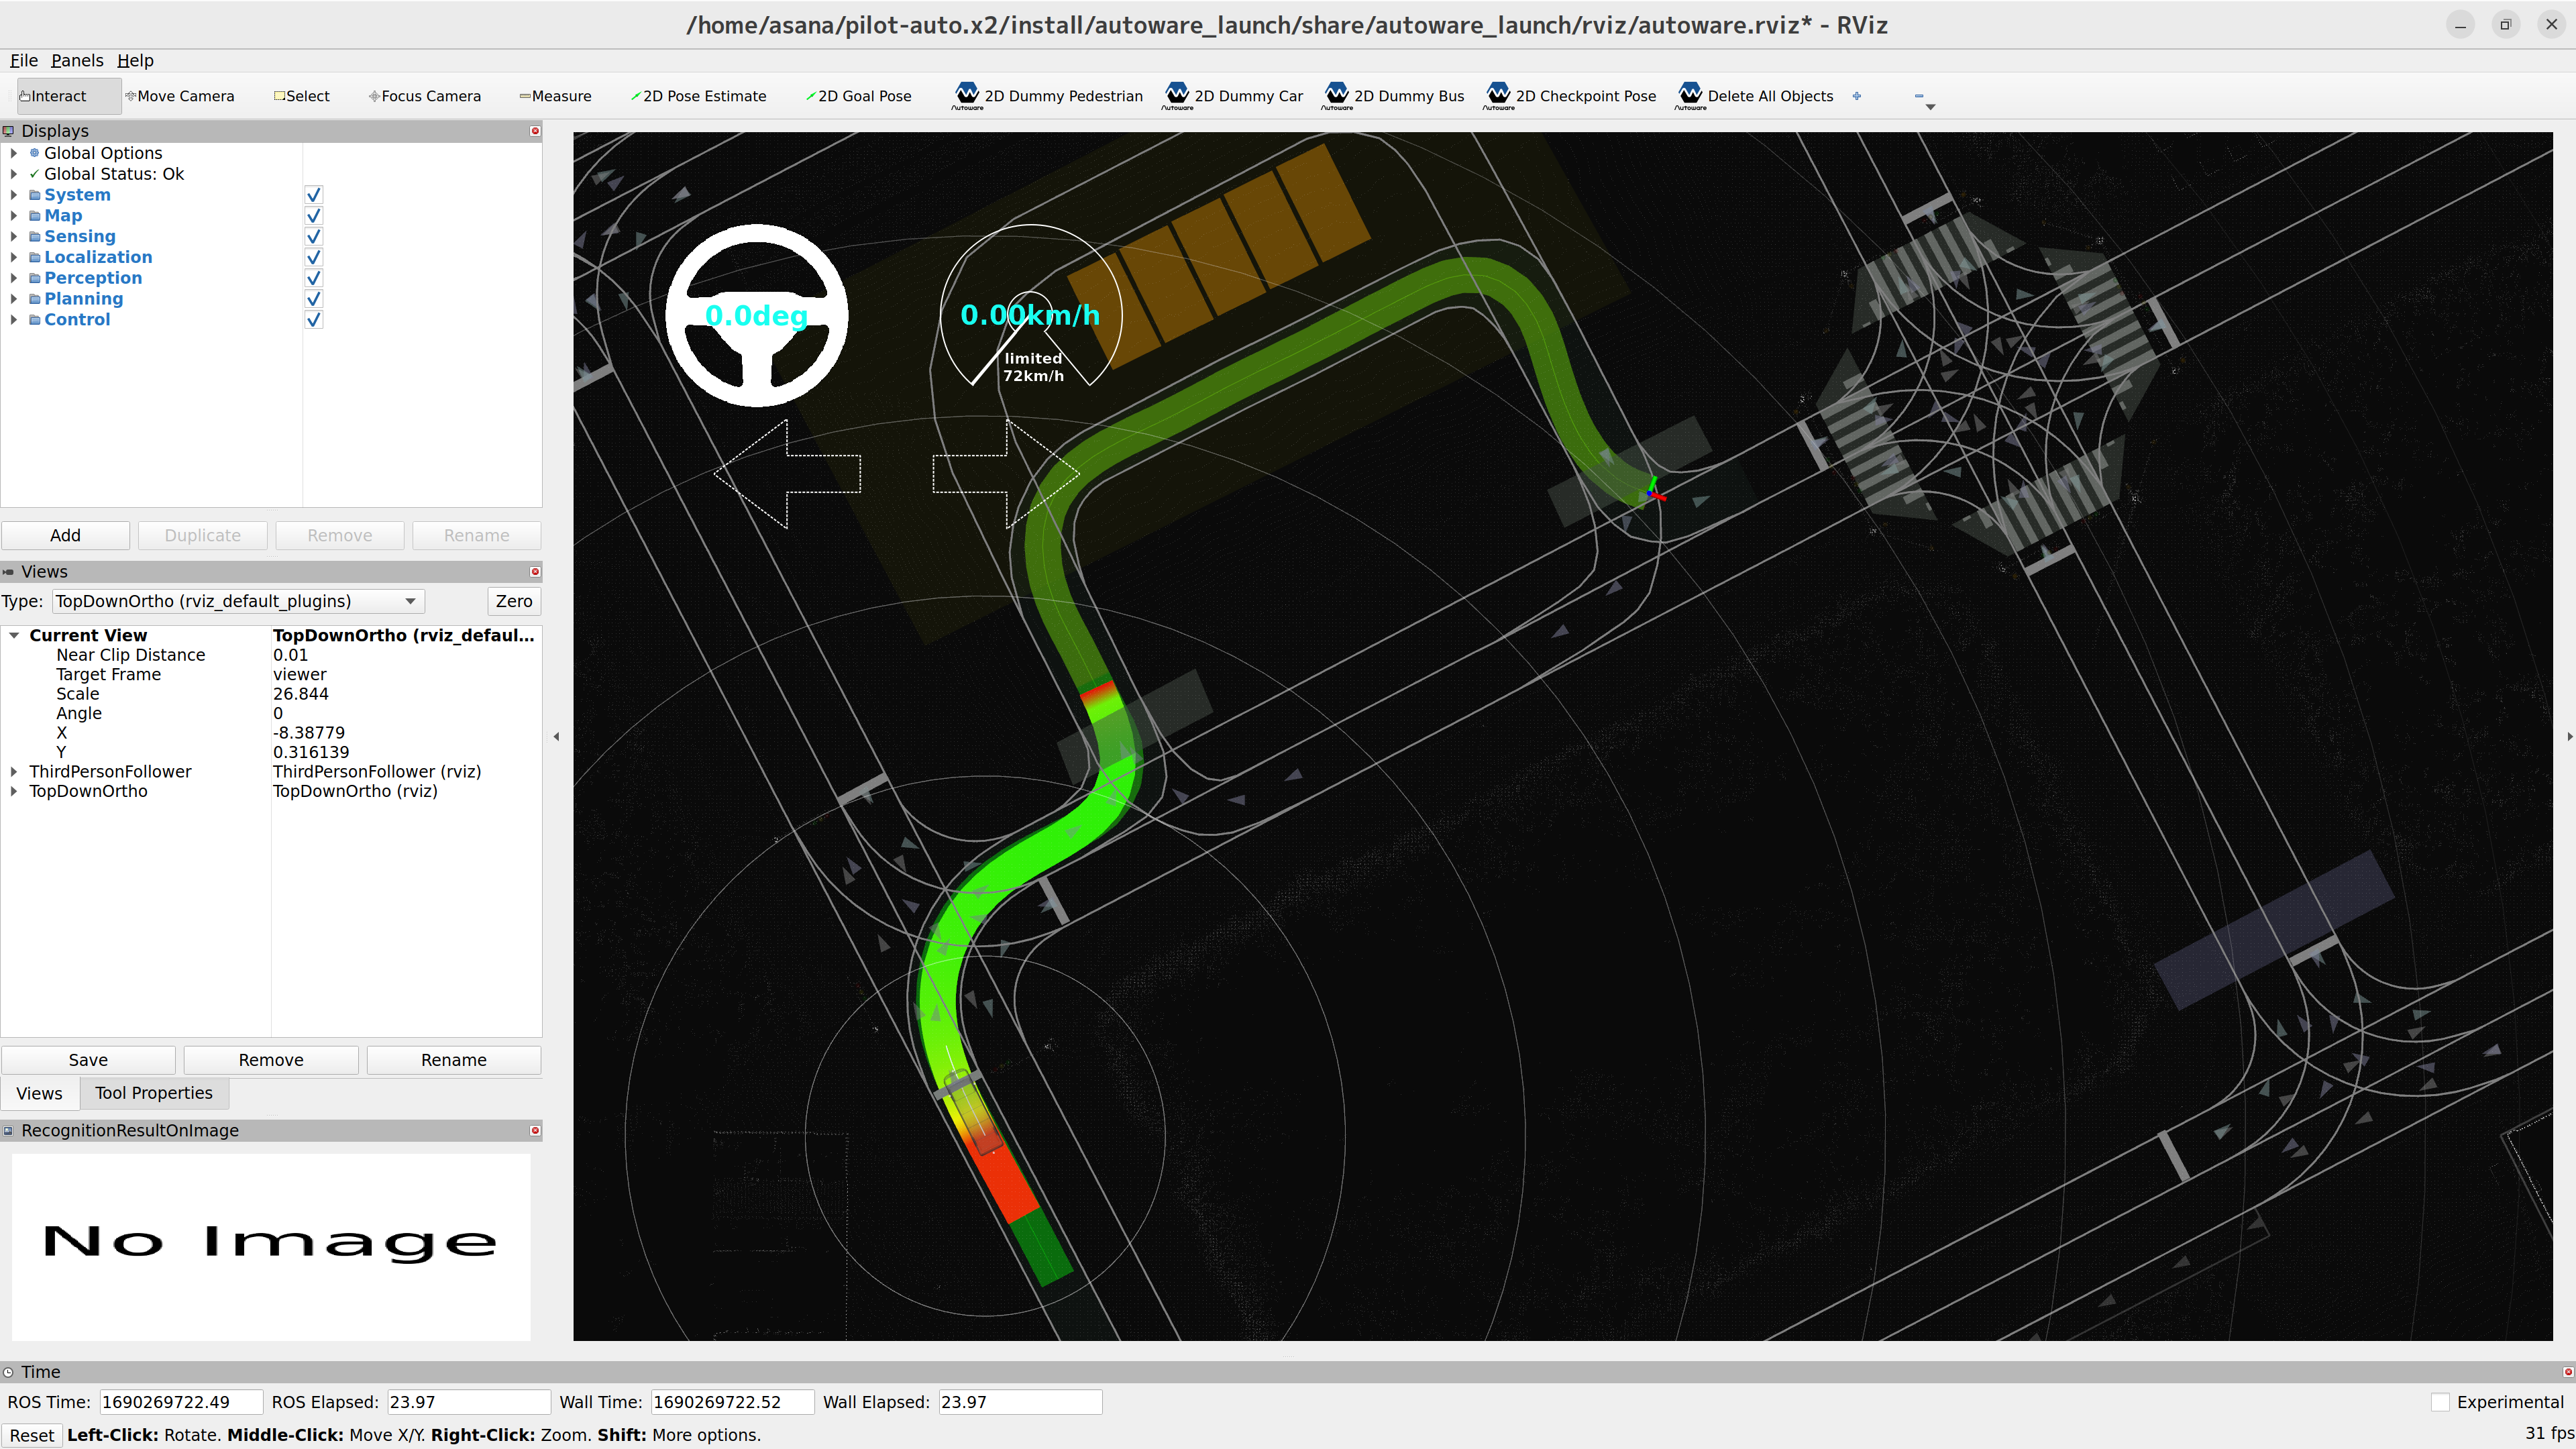 /home/asana/pilot-auto.x2/install/autoware_launch/share/autoware_launch/rviz/autoware.rviz* - RViz
File Panels Help
Interact Move Camera Select Focus Camera Measure 2D Pose Estimate 2D Goal Pose 2D Dummy Pedestrian 2D Dummy Car 2D Dummy Bus 2D Checkpoint Pose Delete All Objects
Autoware Autoware Autoware Autoware Autoware
Displays
Global Options
Global Status: Ok
System
Map
Sensing
Localization
Perception
Planning
Control
Add Duplicate Remove Rename
Views
Type: TopDownOrtho (rviz_default_plugins) Zero
Current View TopDownOrtho (rviz_defaul...
Near Clip Distance 0.01
Target Frame viewer
Scale 26.844
Angle 0
X -8.38779
Y 0.316139
ThirdPersonFollower ThirdPersonFollower (rviz)
TopDownOrtho TopDownOrtho (rviz)
Save Remove Rename
Views Tool Properties
RecognitionResultOnImage
No Image
0.0deg
0.00km/h
limited
72km/h
Time
ROS Time: 1690269722.49 ROS Elapsed: 23.97 Wall Time: 1690269722.52 Wall Elapsed: 23.97 Experimental
Reset Left-Click: Rotate. Middle-Click: Move X/Y. Right-Click: Zoom. Shift: More options. 31 fps